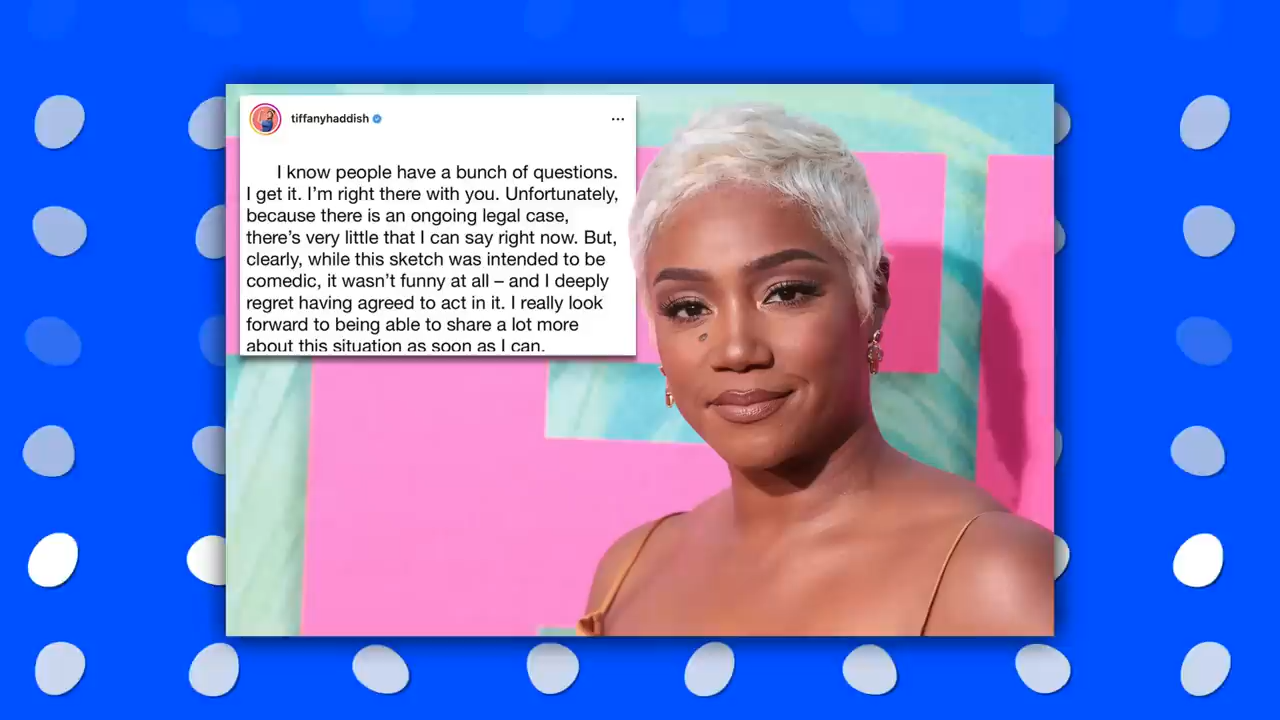 tiffanyhaddish
I know people have a bunch of questions.
I get it. I'm right there with you. Unfortunately,
because there is an ongoing legal case,
there's very little that I can say right now. But,
clearly, while this sketch was intended to be
comedic, it wasn't funny at all – and I deeply
regret having agreed to act in it. I really look
forward to being able to share a lot more
about this situation as soon as I can.